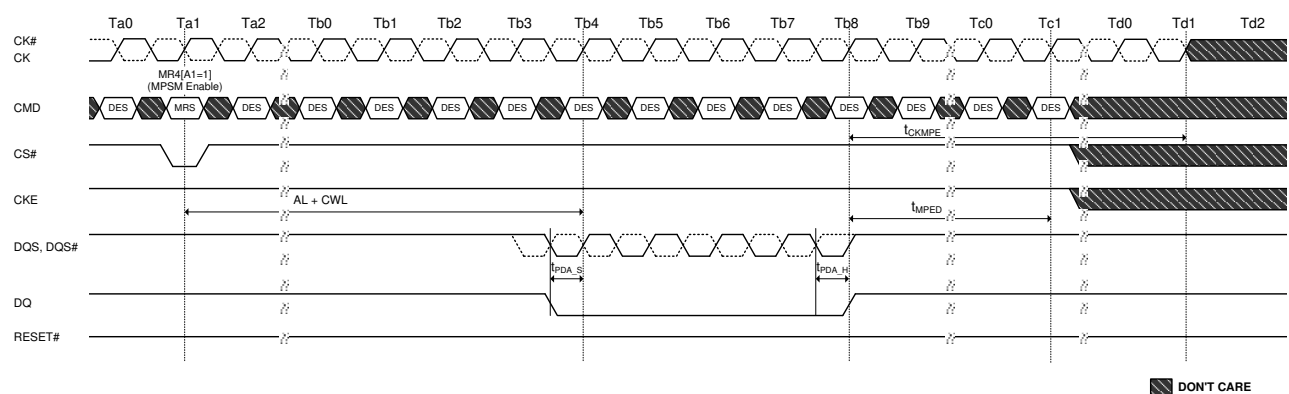 Ta0 Ta1 Ta2 Tb0 Tb1 Tb2 Tb3 Tb4 Tb5 Tb6 Tb7 Tb8 Tb9 Tc0 Tc1 Td0 Td1 Td2
CK#
CK
MR4[A1=1]
(MPSM Enable)
CMD DES MRS DES DES DES DES DES DES DES DES DES DES DES DES DES
tCKMPE
CS#
CKE
AL + CWL
tMPED
DQS, DQS#
tPDA_S tPDA_H
DQ
RESET#
DON'T CARE